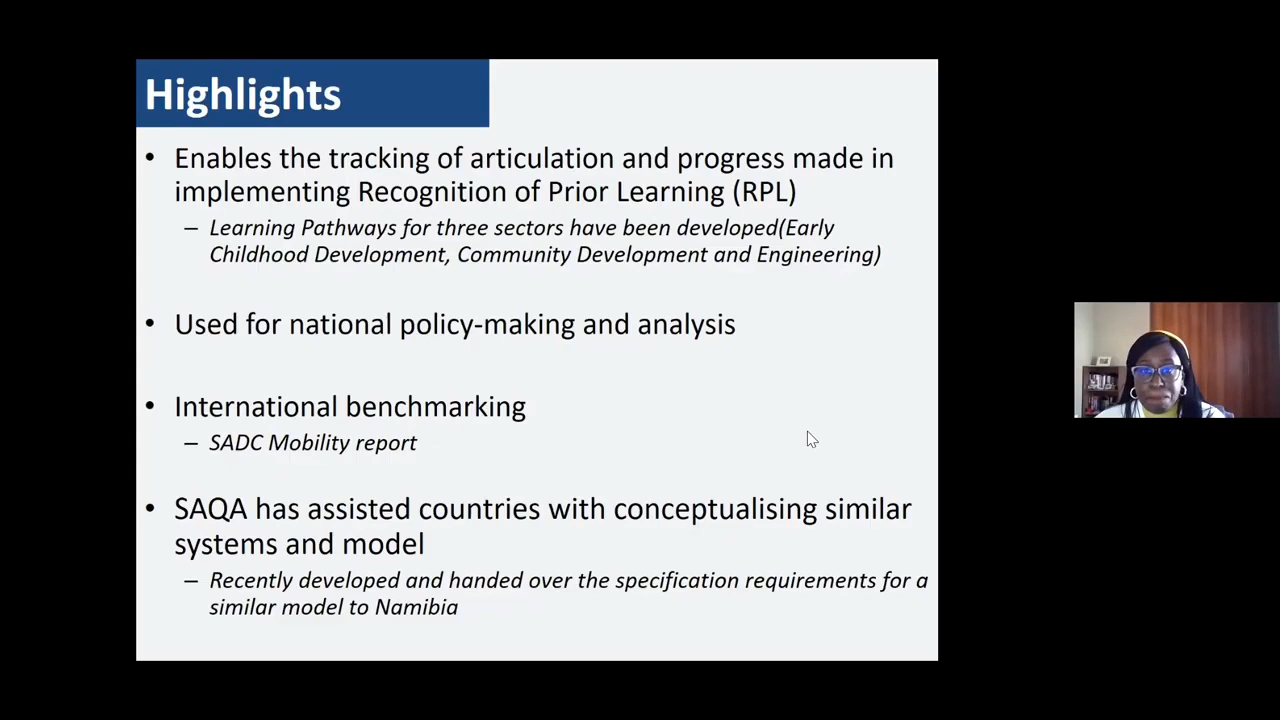 Highlights
• Enables the tracking of articulation and progress made in
implementing Recognition of Prior Learning (RPL)
– Learning Pathways for three sectors have been developed(Early
Childhood Development, Community Development and Engineering)
• Used for national policy-making and analysis
• International benchmarking
– SADC Mobility report
• SAQA has assisted countries with conceptualising similar
systems and model
– Recently developed and handed over the specification requirements for a
similar model to Namibia